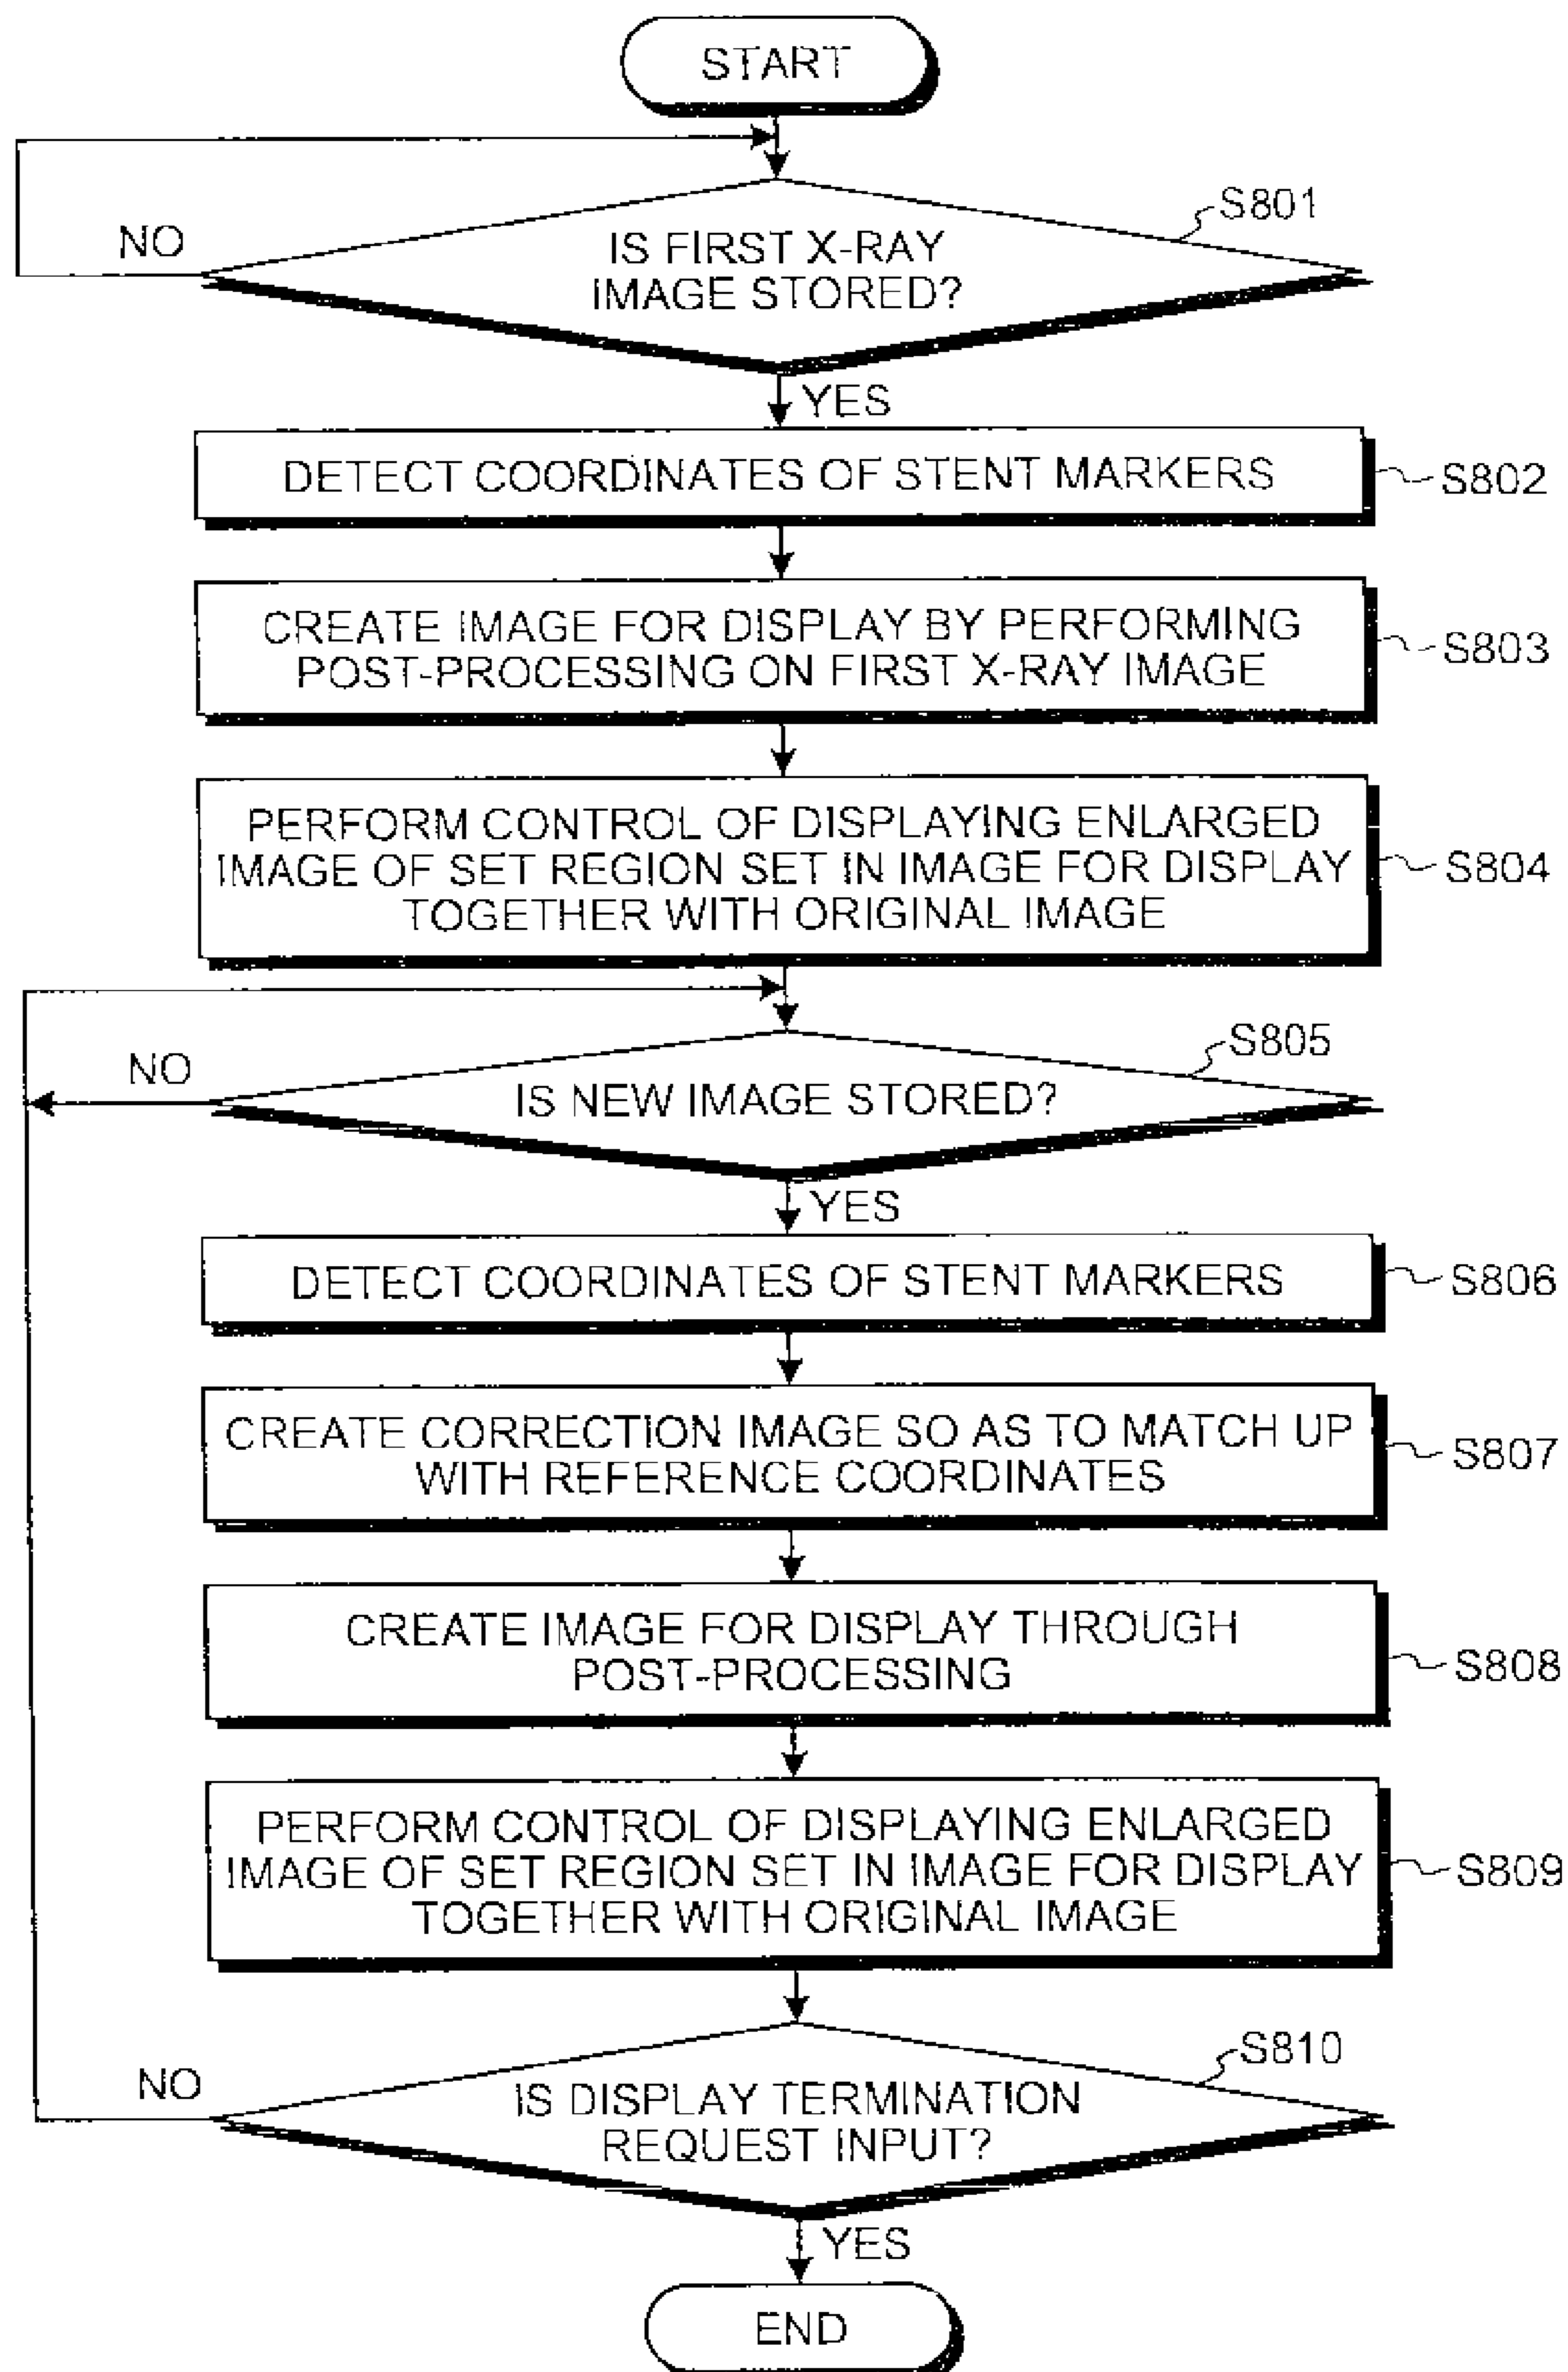 START
NO
S801
IS FIRST X-RAY
IMAGE STORED?
YES
DETECT COORDINATES OF STENT MARKERS
S802
CREATE IMAGE FOR DISPLAY BY PERFORMING
POST-PROCESSING ON FIRST X-RAY IMAGE
S803
PERFORM CONTROL OF DISPLAYING ENLARGED
IMAGE OF SET REGION SET IN IMAGE FOR DISPLAY
TOGETHER WITH ORIGINAL IMAGE
S804
NO
S805
IS NEW IMAGE STORED?
YES
DETECT COORDINATES OF STENT MARKERS
S806
CREATE CORRECTION IMAGE SO AS TO MATCH UP
WITH REFERENCE COORDINATES
S807
CREATE IMAGE FOR DISPLAY THROUGH
POST-PROCESSING
S808
PERFORM CONTROL OF DISPLAYING ENLARGED
IMAGE OF SET REGION SET IN IMAGE FOR DISPLAY
TOGETHER WITH ORIGINAL IMAGE
S809
NO
S810
IS DISPLAY TERMINATION
REQUEST INPUT?
YES
END